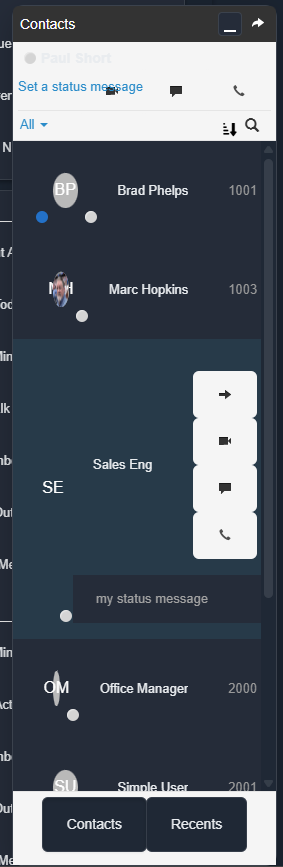 Contacts
Paul Short
Set a status message
All
BP Brad Phelps 1001
Marc Hopkins 1003
Sales Eng
SE
my status message
OM Office Manager 2000
SU Simple User 2001
Contacts Recents